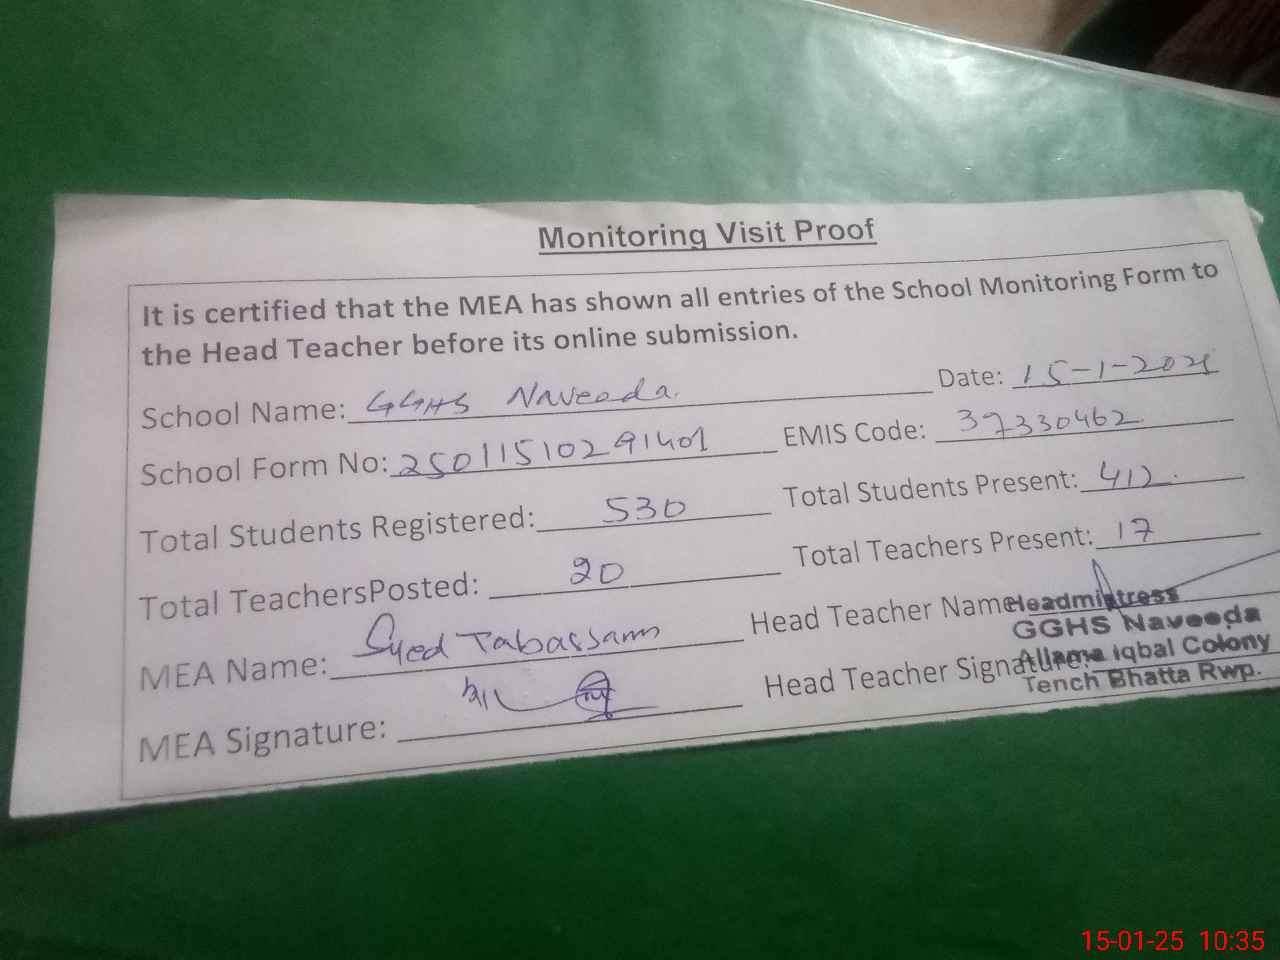 Monitoring Visit Proof
It is certified that the MEA has shown all entries of the School Monitoring Form to
the Head Teacher before its online submission.
School Name: GGHS Naveeda. Date: 15-1-2025
School Form No: 25011510291401 EMIS Code: 37330462
Total Students Registered: 530 Total Students Present: 412
Total TeachersPosted: 20 Total Teachers Present: 17
MEA Name: Syed Tabassam Head Teacher Name
MEA Signature: Head Teacher Signature:
Headmistress
GGHS Naveeda
Allama Iqbal Colony
Tench Bhatta Rwp.
15-01-25 10:35